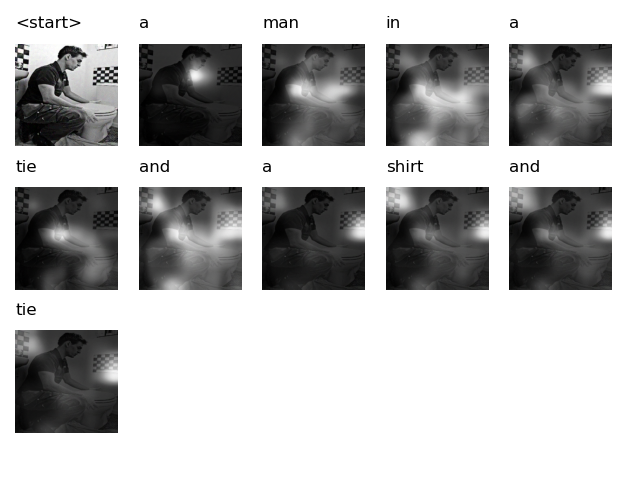 <start> a man in a
tie and a shirt and
tie